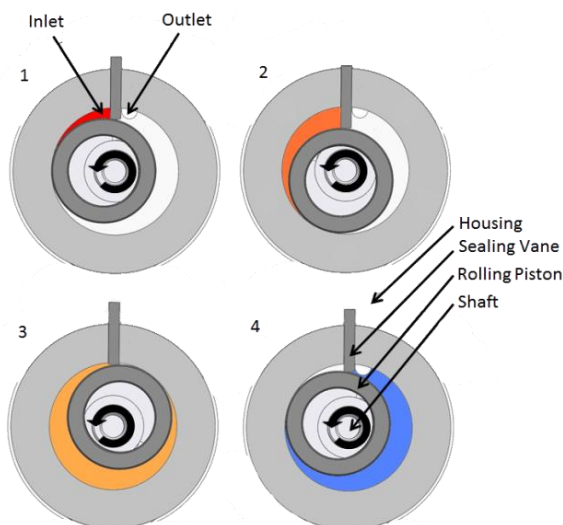 Inlet
Outlet
1
2
Housing
Sealing Vane
Rolling Piston
Shaft
3
4